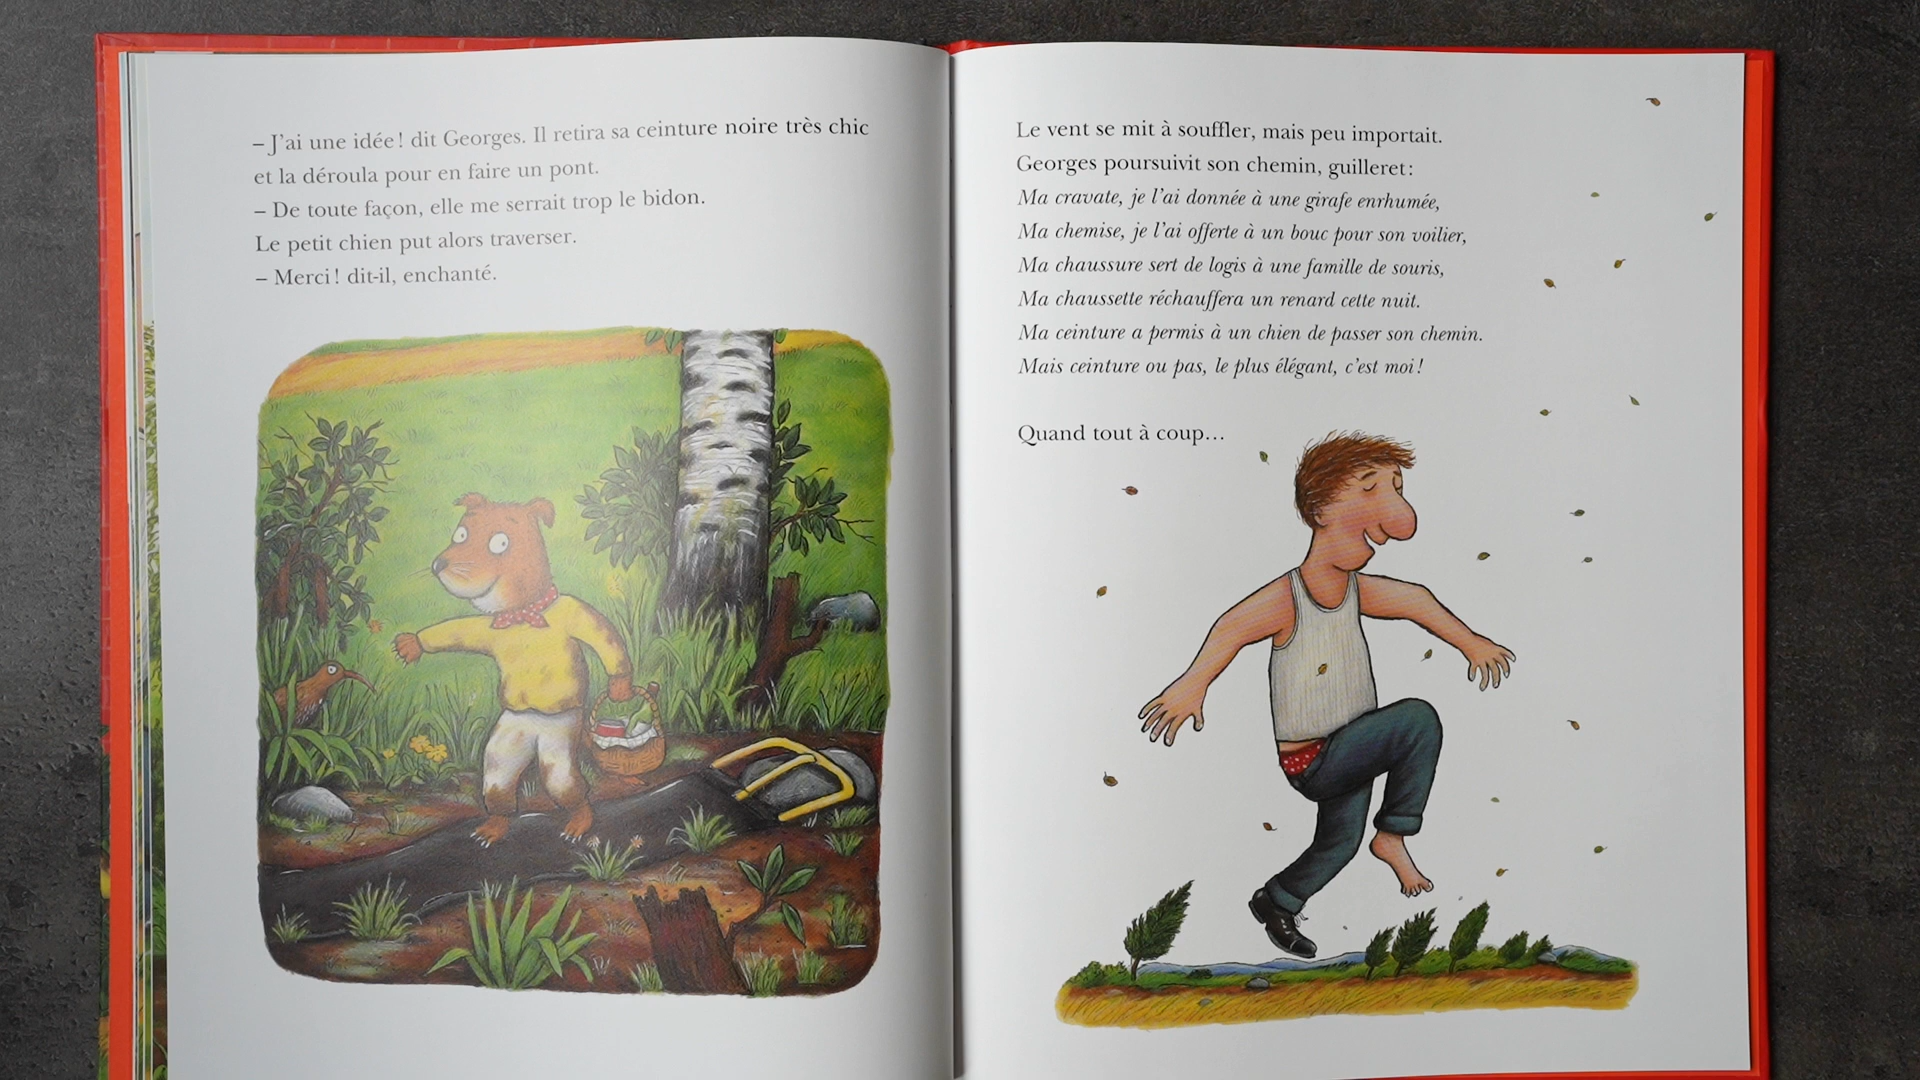 – J'ai une idée ! dit Georges. Il retira sa ceinture noire très chic
et la déroula pour en faire un pont.
– De toute façon, elle me serrait trop le bidon.
Le petit chien put alors traverser.
– Merci ! dit-il, enchanté.
Le vent se mit à souffler, mais peu importait.
Georges poursuivit son chemin, guilleret :
Ma cravate, je l'ai donnée à une girafe enrhumée,
Ma chemise, je l'ai offerte à un bouc pour son voilier,
Ma chaussure sert de logis à une famille de souris,
Ma chaussette réchauffera un renard cette nuit.
Ma ceinture a permis à un chien de passer son chemin.
Mais ceinture ou pas, le plus élégant, c'est moi !
Quand tout à coup…